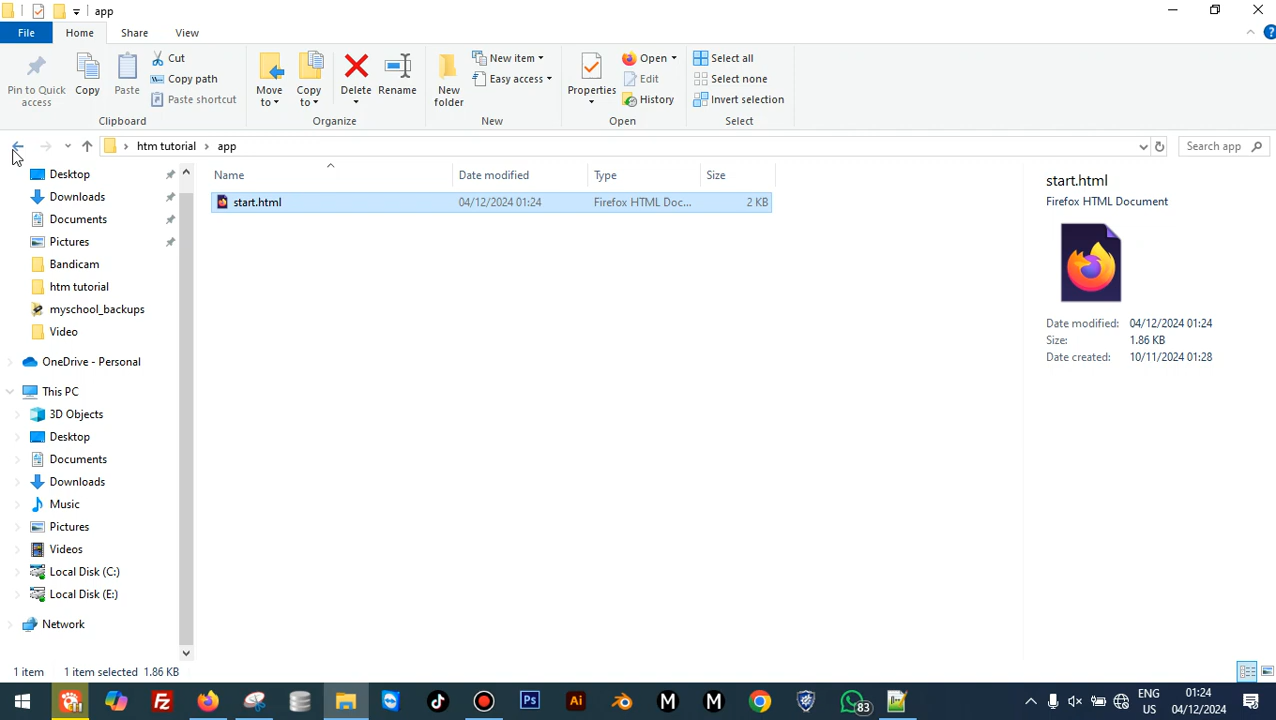 app
File Home Share View
Pin to Quick access
Copy
Paste
Cut
Copy path
Paste shortcut
Clipboard
Move to
Copy to
Delete
Rename
Organize
New folder
New item
Easy access
New
Properties
Open
Edit
History
Open
Select all
Select none
Invert selection
Select
htm tutorial app
Search app
Desktop
Downloads
Documents
Pictures
Bandicam
htm tutorial
myschool_backups
Video
OneDrive - Personal
This PC
3D Objects
Desktop
Documents
Downloads
Music
Pictures
Videos
Local Disk (C:)
Local Disk (E:)
Network
Name Date modified Type Size
start.html 04/12/2024 01:24 Firefox HTML Doc... 2 KB
start.html
Firefox HTML Document
Date modified: 04/12/2024 01:24
Size: 1.86 KB
Date created: 10/11/2024 01:28
1 item 1 item selected 1.86 KB
Fz
Ps
Ai
M
M
83
ENG
US
01:24
04/12/2024